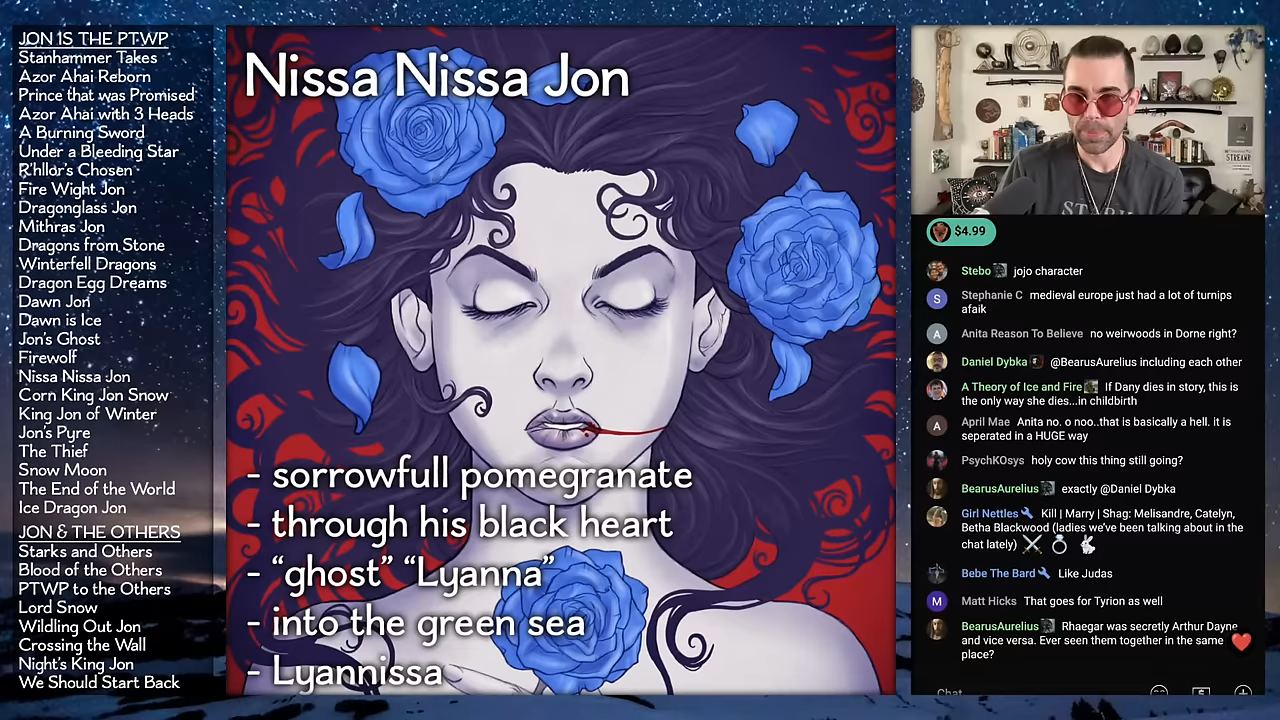 JON IS THE PTWP
Stanhammer Takes
Azor Ahai Reborn
Prince that was Promised
Azor Ahai with 3 Heads
A Burning Sword
Under a Bleeding Star
R'hllor's Chosen
Fire Wight Jon
Dragonglass Jon
Mithras Jon
Dragons from Stone
Winterfell Dragons
Dragon Egg Dreams
Dawn Jon
Dawn is Ice
Jon's Ghost
Firewolf
Nissa Nissa Jon
Corn King Jon Snow
King Jon of Winter
Jon's Pyre
The Thief
Snow Moon
The End of the World
Ice Dragon Jon
JON & THE OTHERS
Starks and Others
Blood of the Others
PTWP to the Others
Lord Snow
Wildling Out Jon
Crossing the Wall
Night's King Jon
We Should Start Back
Nissa Nissa Jon
- sorrowfull pomegranate
- through his black heart
- “ghost” “Lyanna”
- into the green sea
- Lyannissa
$4.99
Stebo jojo character
S Stephanie C medieval europe just had a lot of turnips
afaik
A Anita Reason To Believe no weirwoods in Dorne right?
Daniel Dybka @BearusAurelius including each other
A Theory of Ice and Fire If Dany dies in story, this is
the only way she dies...in childbirth
A April Mae Anita no. o noo..that is basically a hell. it is
seperated in a HUGE way
PsychKOsys holy cow this thing still going?
BearusAurelius exactly @Daniel Dybka
Girl Nettles Kill | Marry | Shag: Melisandre, Catelyn,
Betha Blackwood (ladies we've been talking about in the
chat lately)
Bebe The Bard Like Judas
M Matt Hicks That goes for Tyrion as well
BearusAurelius Rhaegar was secretly Arthur Dayne
and vice versa. Ever seen them together in the same
place?
Chat